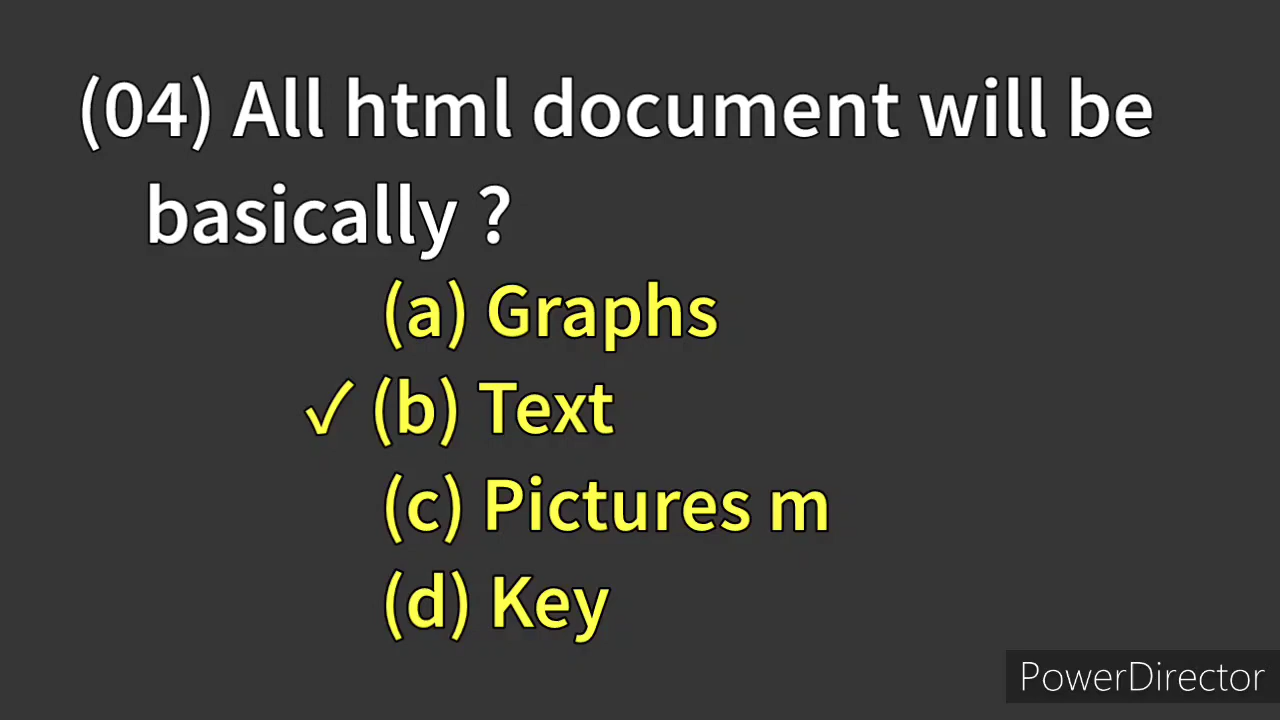 (04) All html document will be
basically ?
(a) Graphs
✓ (b) Text
(c) Pictures m
(d) Key
PowerDirector